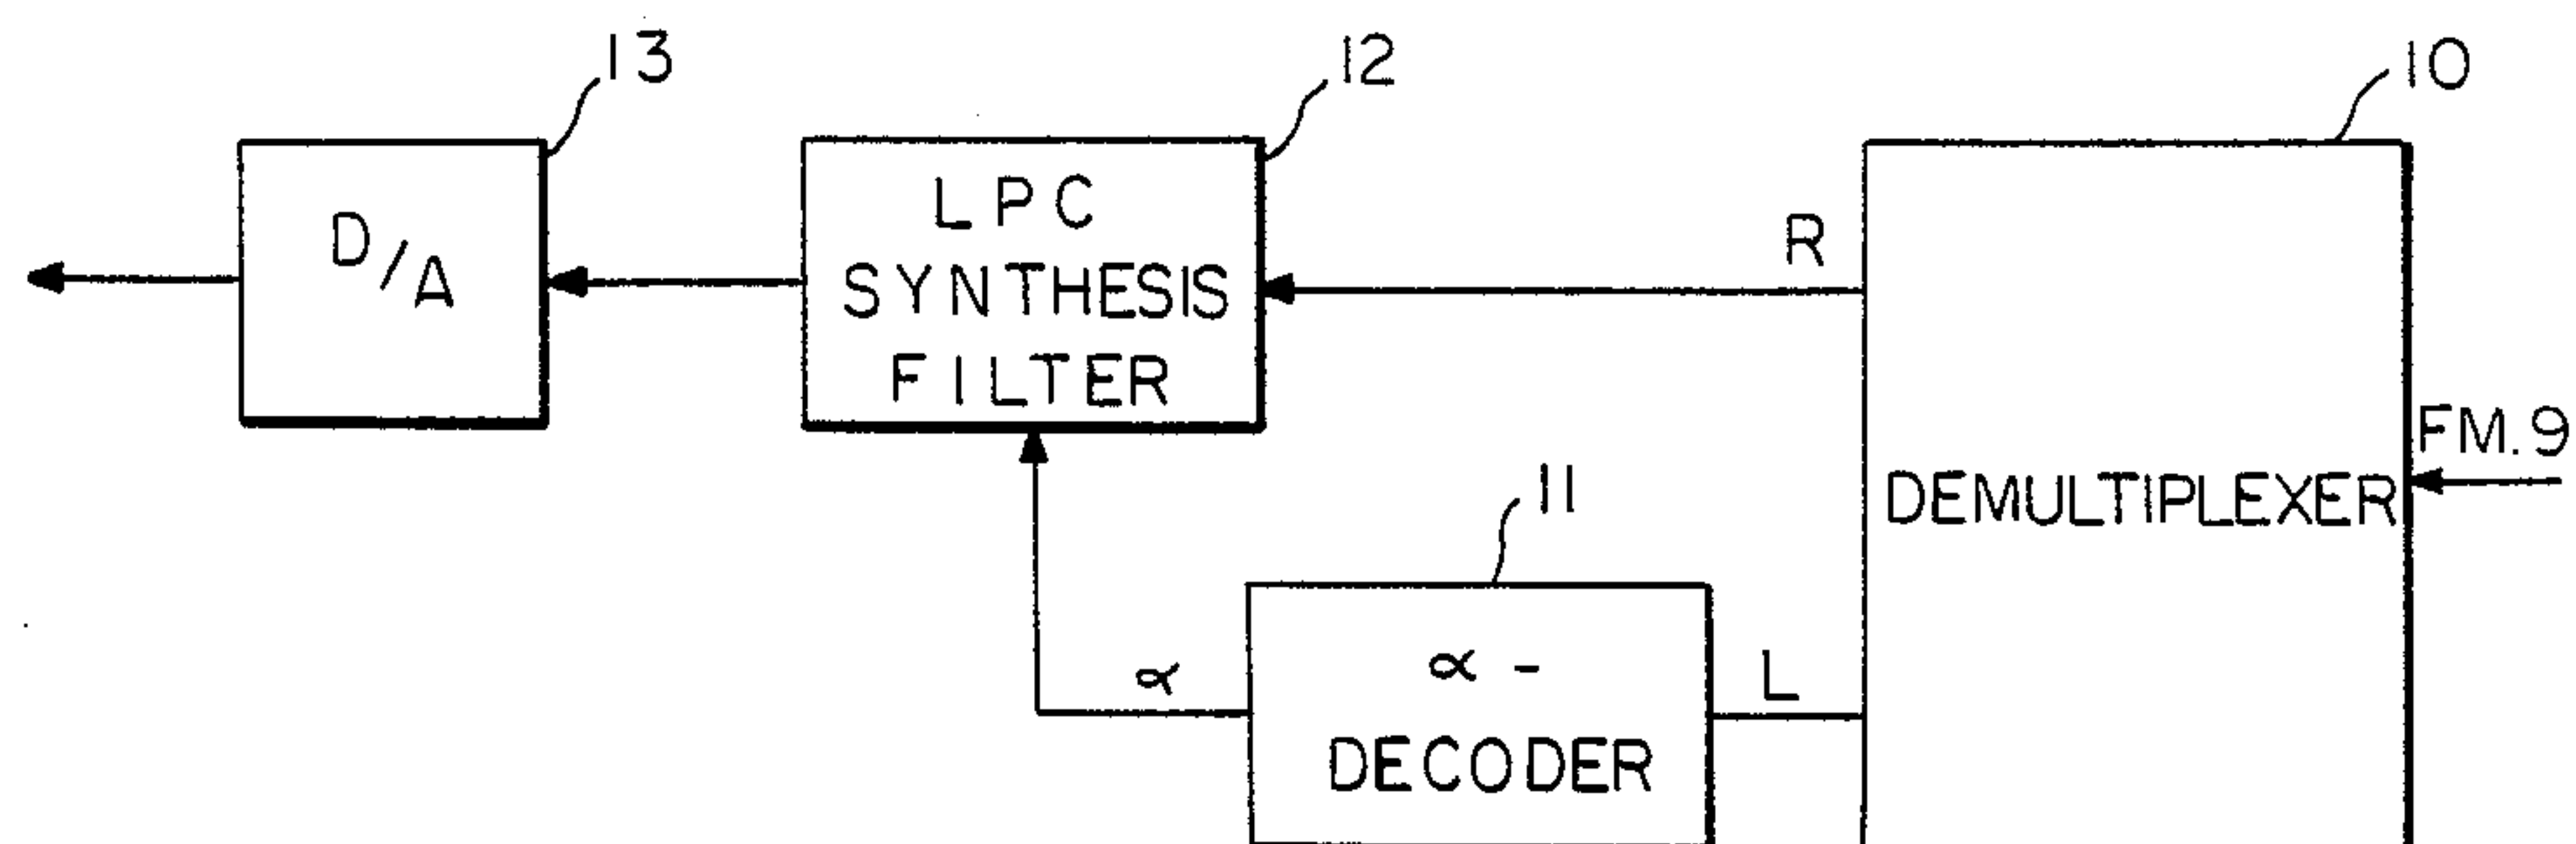 13
12
10
D/A
LPC
SYNTHESIS
FILTER
R
FM.9
DEMULTIPLEXER
11
α
α -
DECODER
L